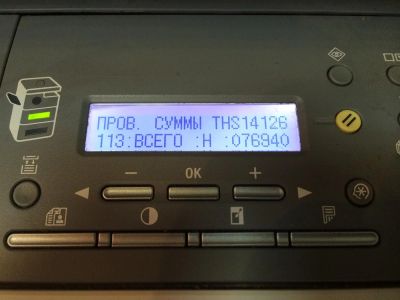 ПРОВ. СУММЫ THS14126
113:ВСЕГО :Н :076940
− OK +